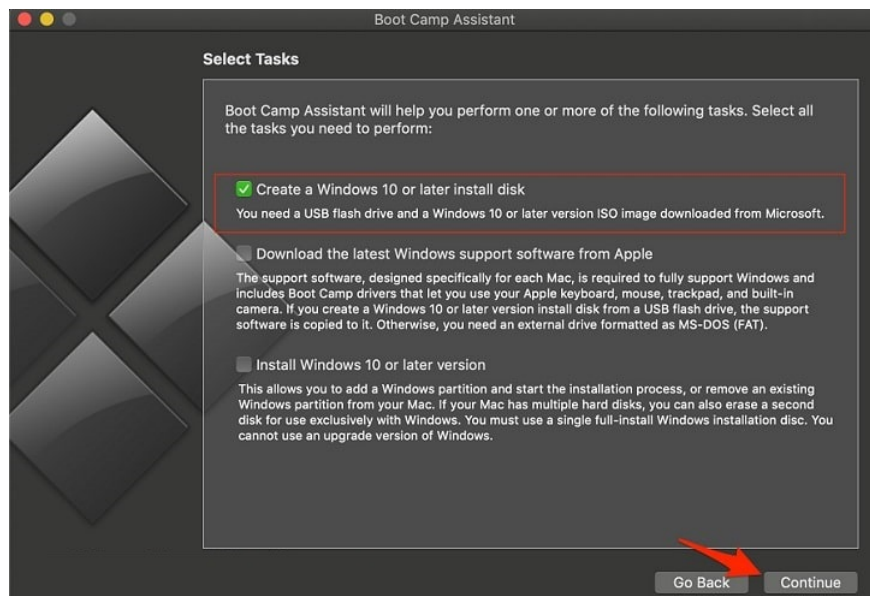 Boot Camp Assistant
Select Tasks
Boot Camp Assistant will help you perform one or more of the following tasks. Select all
the tasks you need to perform:
Create a Windows 10 or later install disk
You need a USB flash drive and a Windows 10 or later version ISO image downloaded from Microsoft.
Download the latest Windows support software from Apple
The support software, designed specifically for each Mac, is required to fully support Windows and
includes Boot Camp drivers that let you use your Apple keyboard, mouse, trackpad, and built-in
camera. If you create a Windows 10 or later version install disk from a USB flash drive, the support
software is copied to it. Otherwise, you need an external drive formatted as MS-DOS (FAT).
Install Windows 10 or later version
This allows you to add a Windows partition and start the installation process, or remove an existing
Windows partition from your Mac. If your Mac has multiple hard disks, you can also erase a second
disk for use exclusively with Windows. You must use a single full-install Windows installation disc. You
cannot use an upgrade version of Windows.
Go Back Continue